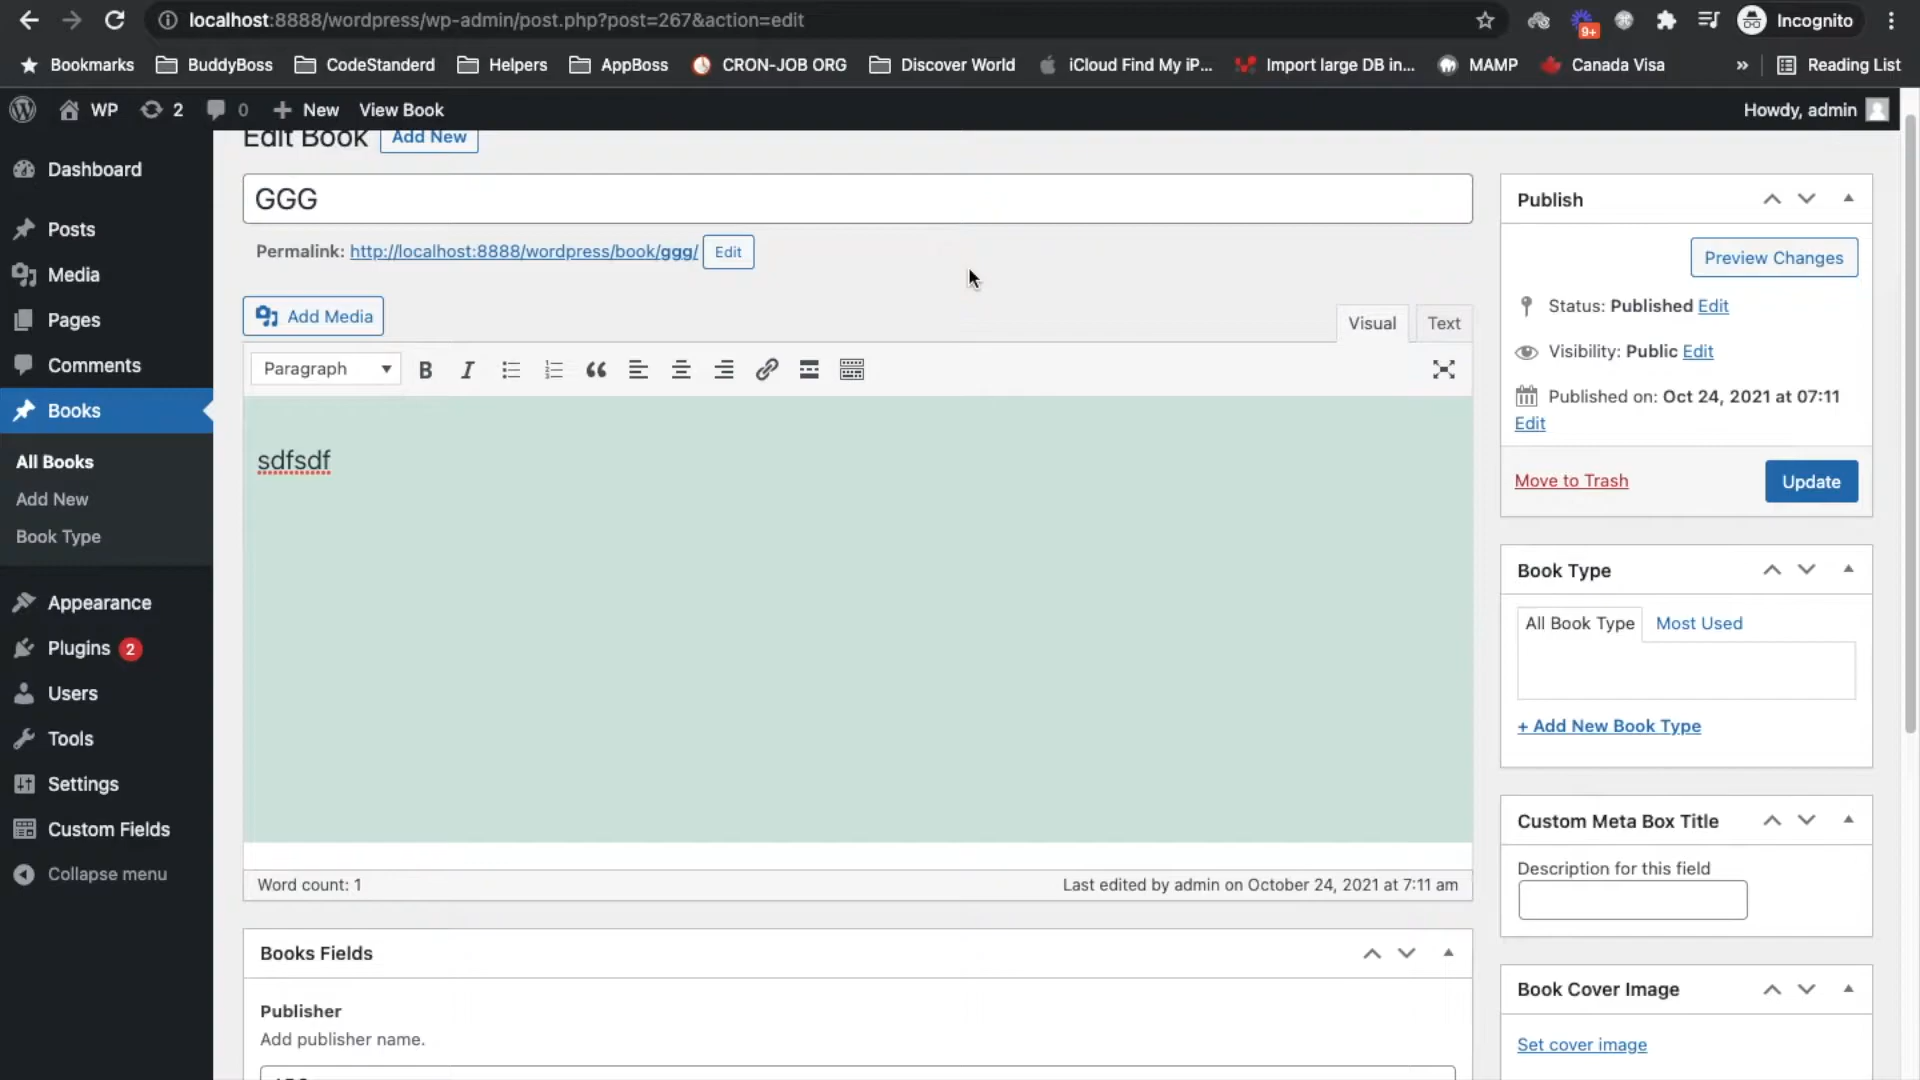 localhost:8888/wordpress/wp-admin/post.php?post=267&action=edit
9+
Incognito
Bookmarks BuddyBoss CodeStanderd Helpers AppBoss CRON-JOB ORG Discover World iCloud Find My iP... Import large DB in... MAMP Canada Visa » Reading List
WP 2 0 New View Book Howdy, admin
Dashboard
Posts
Media
Pages
Comments
Books
All Books
Add New
Book Type
Appearance
Plugins 2
Users
Tools
Settings
Custom Fields
Collapse menu
Edit Book Add New
GGG
Permalink: http://localhost:8888/wordpress/book/ggg/ Edit
Add Media
Visual Text
Paragraph B I
sdfsdf
Word count: 1 Last edited by admin on October 24, 2021 at 7:11 am
Books Fields
Publisher
Add publisher name.
Publish
Preview Changes
Status: Published Edit
Visibility: Public Edit
Published on: Oct 24, 2021 at 07:11
Edit
Move to Trash Update
Book Type
All Book Type Most Used
+ Add New Book Type
Custom Meta Box Title
Description for this field
Book Cover Image
Set cover image